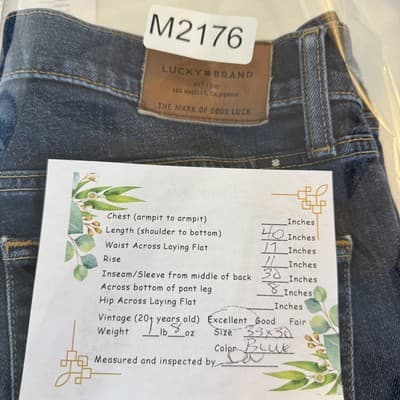 M2176
LUCKY BRAND
LOS ANGELES, CALIFORNIA
THE MARK OF GOOD LUCK
Chest (armpit to armpit) Inches
Length (shoulder to bottom) 40 Inches
Waist Across Laying Flat 17 Inches
Rise 11 Inches
Inseam/Sleeve from middle of back 30 Inches
Across bottom of pant leg 8 Inches
Hip Across Laying Flat Inches
Vintage (20+ years old) Excellent Good Fair
Weight 1 lb 8 oz Size 33x30
Color BLUE
Measured and inspected by